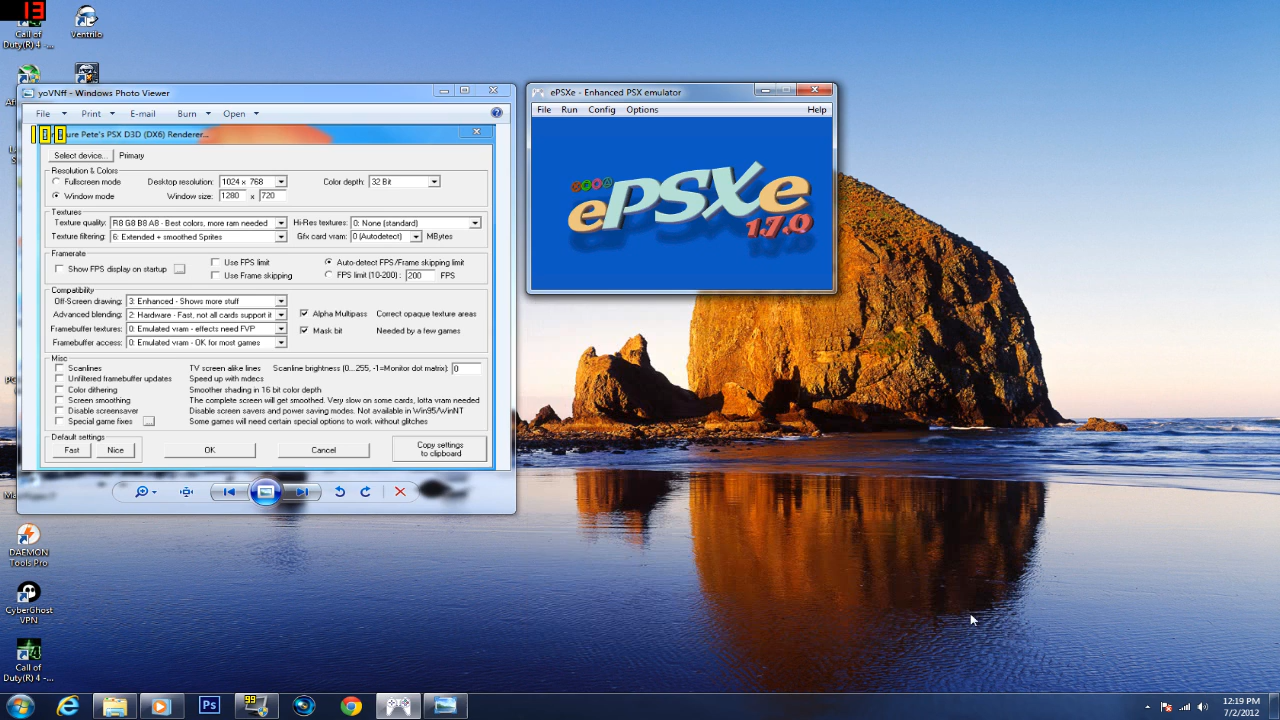 13
Call of
Duty(R) 4 -...
Ventrilo
yoVNff - Windows Photo Viewer
File Print E-mail Burn Open
100
ure Pete's PSX D3D (DX6) Renderer...
Select device... Primary
Resolution & Colors
Fullscreen mode Desktop resolution: 1024 x 768 Color depth: 32 Bit
Window mode Window size: 1280 x 720
Textures
Texture quality: R8 G8 B8 A8 - Best colors, more ram needed Hi-Res textures: 0: None (standard)
Texture filtering: 6: Extended + smoothed Sprites Gfx card vram: 0 (Autodetect) MBytes
Framerate
Show FPS display on startup ... Use FPS limit Auto-detect FPS/Frame skipping limit
Use Frame skipping FPS limit (10-200) : 200 FPS
Compatibility
Off-Screen drawing: 3: Enhanced - Shows more stuff
Advanced blending: 2: Hardware - Fast, not all cards support it Alpha Multipass Correct opaque texture areas
Framebuffer textures: 0: Emulated vram - effects need FVP Mask bit Needed by a few games
Framebuffer access: 0: Emulated vram - OK for most games
Misc
Scanlines TV screen alike lines Scanline brightness (0...255, -1=Monitor dot matrix): 0
Unfiltered framebuffer updates Speed up with mdecs
Color dithering Smoother shading in 16 bit color depth
Screen smoothing The complete screen will get smoothed. Very slow on some cards, lotta vram needed
Disable screensaver Disable screen savers and power saving modes. Not available in Win95/WinNT
Special game fixes ... Some games will need certain special options to work without glitches
Default settings
Fast Nice OK Cancel Copy settings
to clipboard
ePSXe - Enhanced PSX emulator
File Run Config Options Help
ePSXe
1.7.0
DAEMON
Tools Pro
CyberGhost
VPN
Call of
Duty(R) 4 -...
Ps
99
12:19 PM
7/2/2012